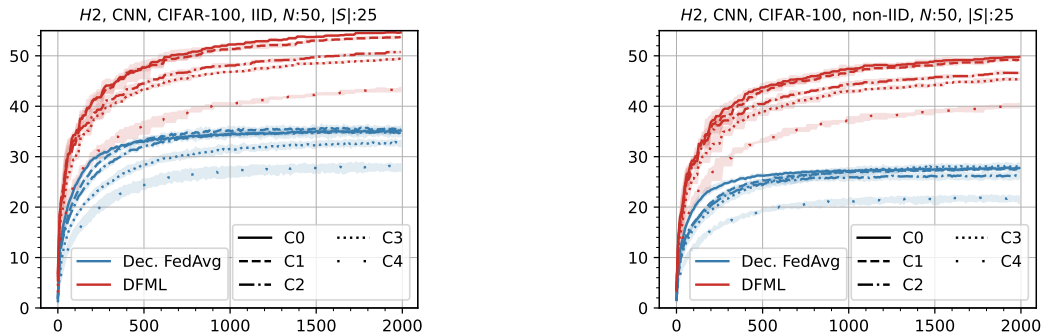 H2, CNN, CIFAR-100, IID, N:50, |S|:25
50
40
30
20
10
0
0 500 1000 1500 2000
Dec. FedAvg
DFML
C0 C3
C1 C4
C2
H2, CNN, CIFAR-100, non-IID, N:50, |S|:25
50
40
30
20
10
0
0 500 1000 1500 2000
Dec. FedAvg
DFML
C0 C3
C1 C4
C2